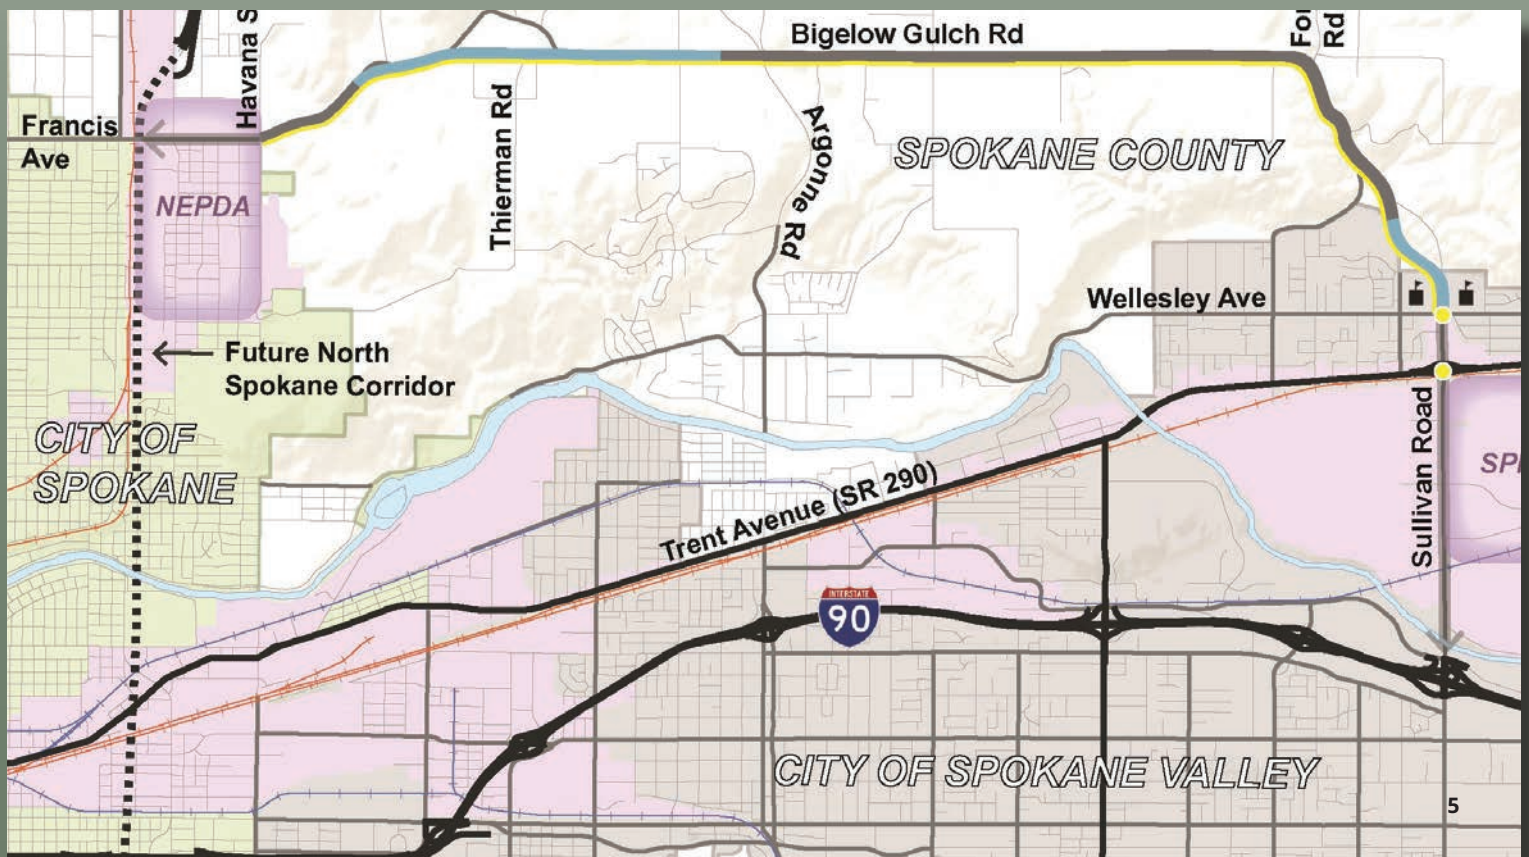 Bigelow Gulch Rd
Rd
Havana S
Francis
Ave
Thierman Rd
Argonne Rd
SPOKANE COUNTY
NEPDA
Wellesley Ave
Future North
Spokane Corridor
CITY OF
SPOKANE
Sullivan Road
Trent Avenue (SR 290)
INTERSTATE
90
CITY OF SPOKANE VALLEY
5